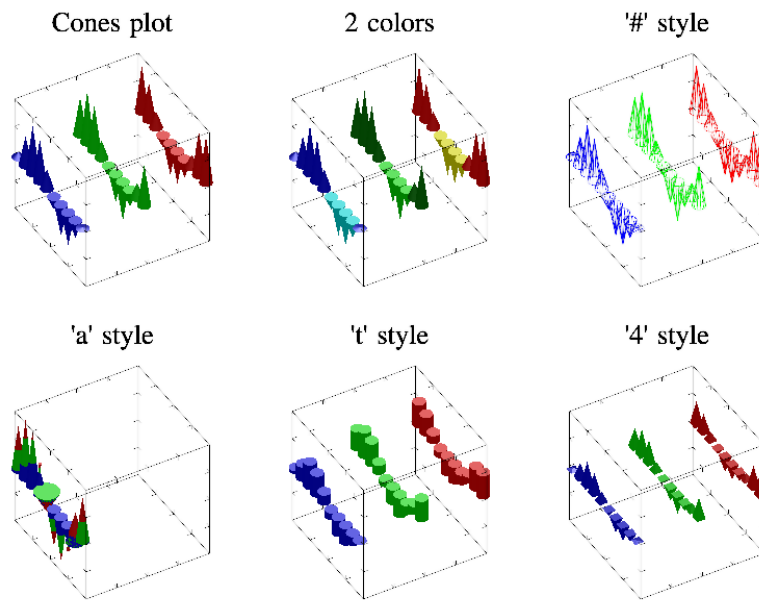 Cones plot
2 colors
'#' style
'a' style
't' style
'4' style